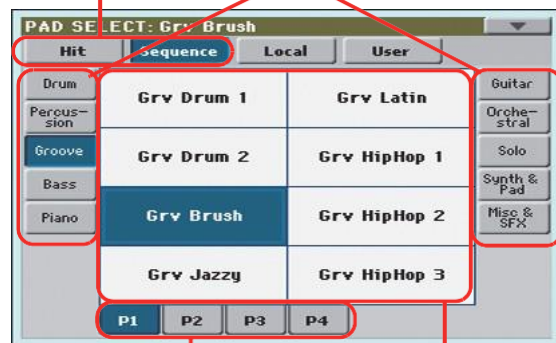 PAD SELECT: Grv Brush
Hit Sequence Local User
Drum
Percus-
sion
Groove
Bass
Piano
Grv Drum 1 Grv Latin
Grv Drum 2 Grv HipHop 1
Grv Brush Grv HipHop 2
Grv Jazzy Grv HipHop 3
Guitar
Orche-
stral
Solo
Synth &
Pad
Misc &
SFX
P1 P2 P3 P4